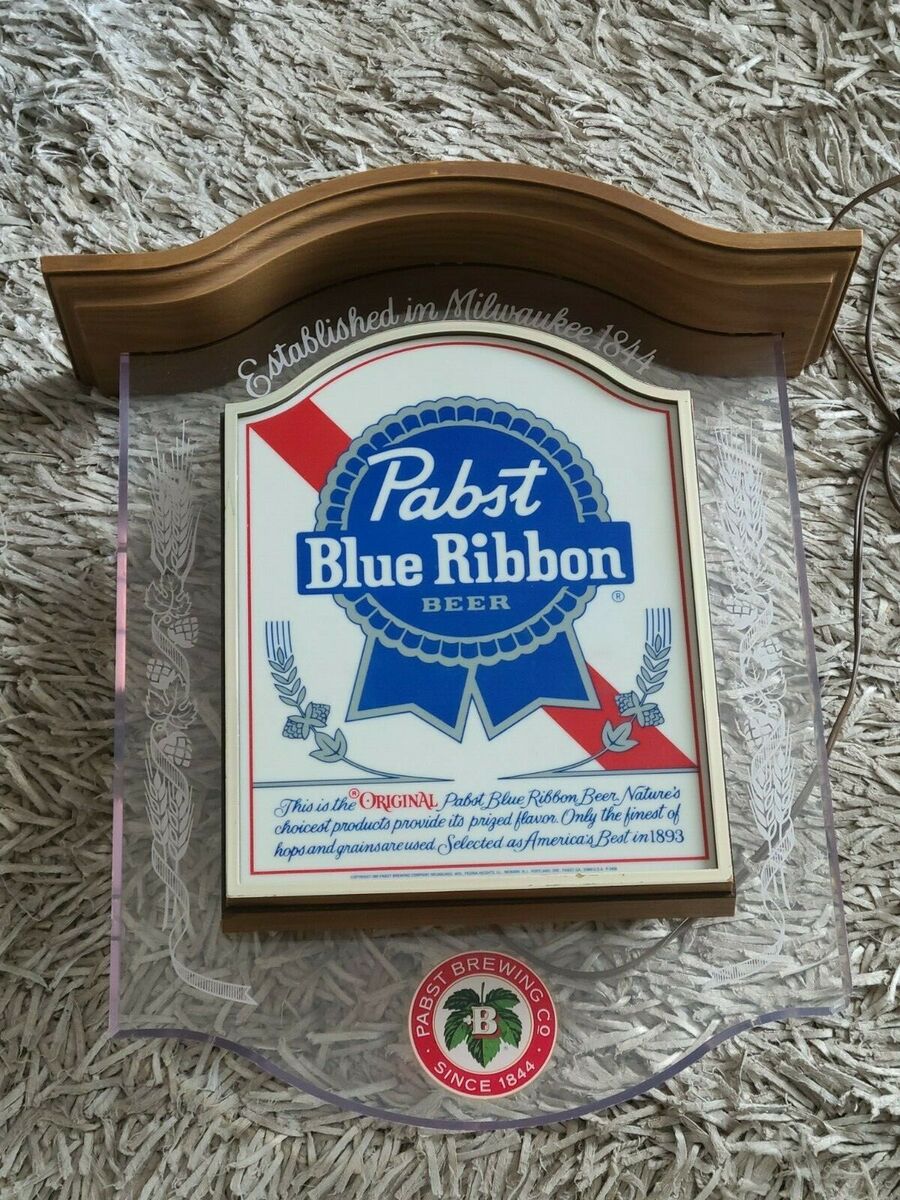 Established in Milwaukee 1844
Pabst
Blue Ribbon
®
BEER
This is the ®ORIGINAL Pabst Blue Ribbon Beer. Nature's
choicest products provide its prized flavor. Only the finest of
hops and grains are used. Selected as America's Best in 1893
PABST BREWING CO
B
SINCE 1844